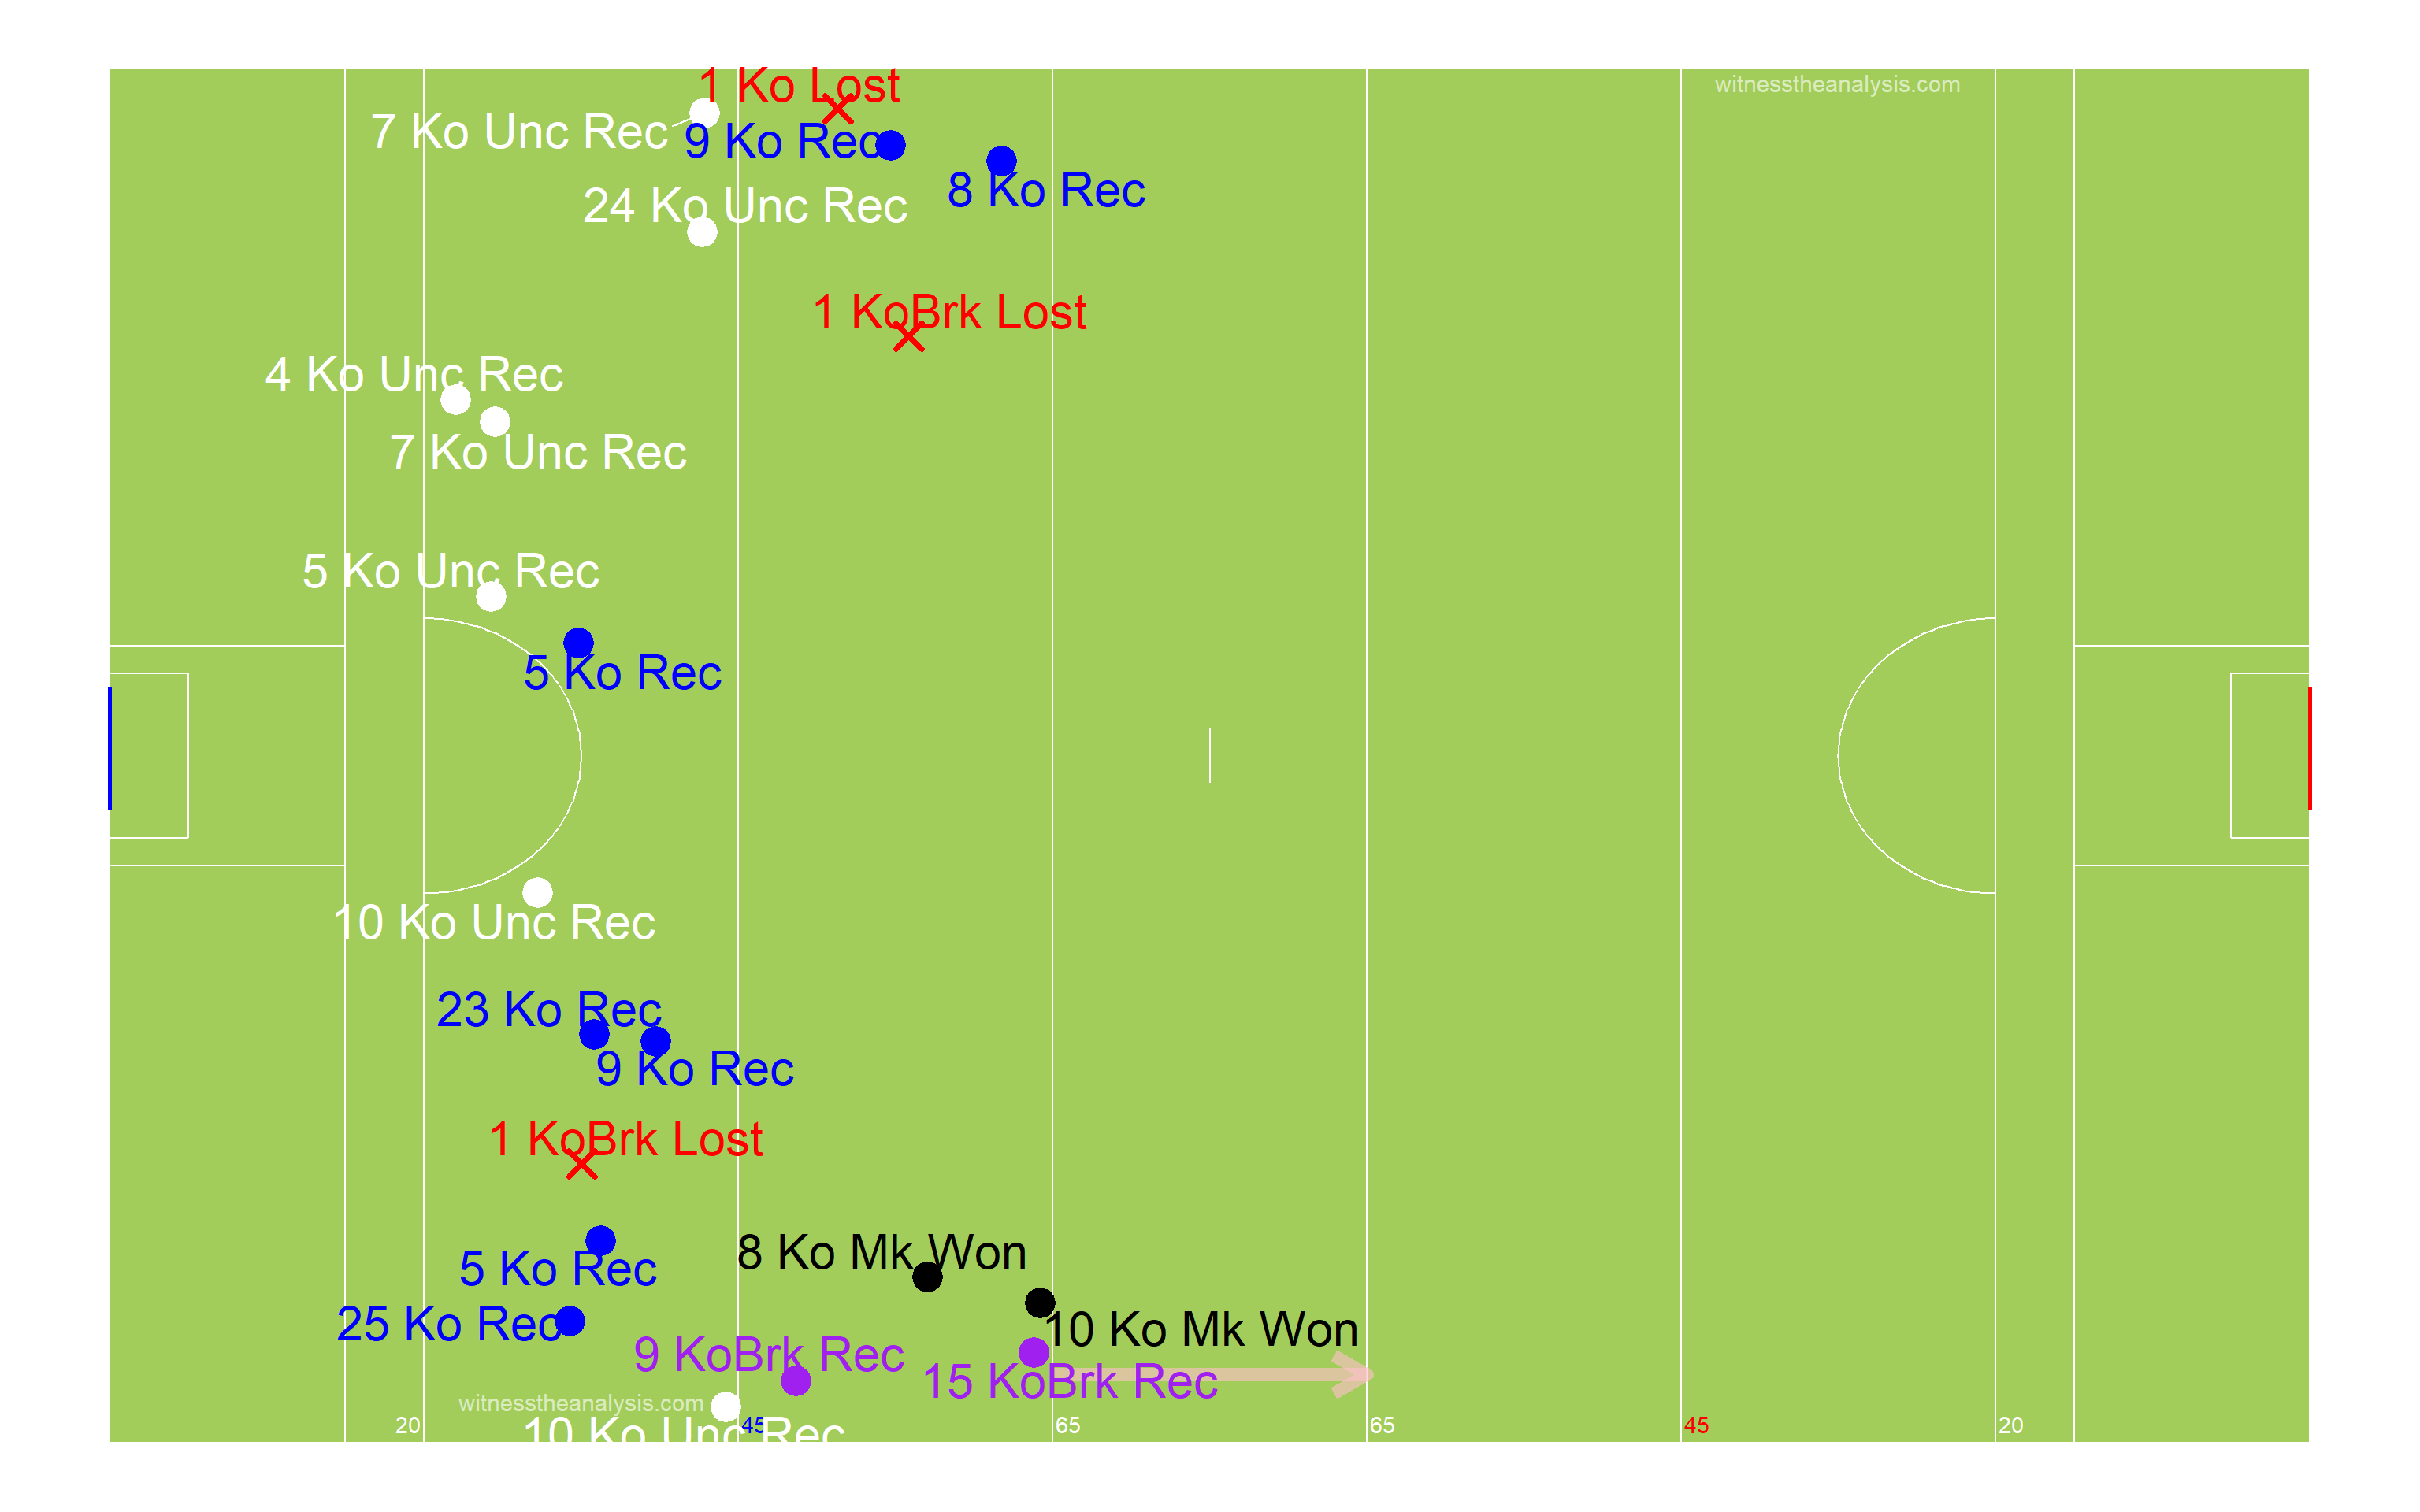 1 Ko Lost
witnesstheanalysis.com
7 Ko Unc Rec
9 Ko Rec
8 Ko Rec
24 Ko Unc Rec
1 KoBrk Lost
4 Ko Unc Rec
7 Ko Unc Rec
5 Ko Unc Rec
5 Ko Rec
10 Ko Unc Rec
23 Ko Rec
9 Ko Rec
1 KoBrk Lost
8 Ko Mk Won
5 Ko Rec
25 Ko Rec
10 Ko Mk Won
9 KoBrk Rec
15 KoBrk Rec
witnesstheanalysis.com
10 Ko Unc Rec
20
45
65
65
45
20